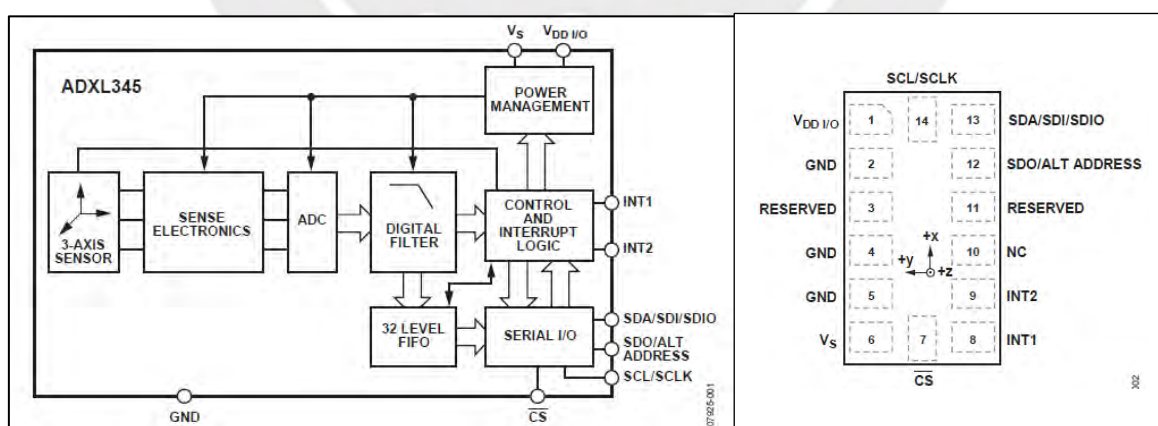 VS VDD I/O
ADXL345
POWER
MANAGEMENT
3-AXIS
SENSOR
SENSE
ELECTRONICS
ADC
DIGITAL
FILTER
CONTROL
AND
INTERRUPT
LOGIC
INT1
INT2
32 LEVEL
FIFO
SERIAL I/O
SDA/SDI/SDIO
SDO/ALT
ADDRESS
SCL/SCLK
GND
CS
07925-001
SCL/SCLK
VDD I/O 1 14 13 SDA/SDI/SDIO
GND 2 12 SDO/ALT ADDRESS
RESERVED 3 11 RESERVED
+x
GND 4 10 NC
+y +z
GND 5 9 INT2
VS 6 7 8 INT1
CS
002